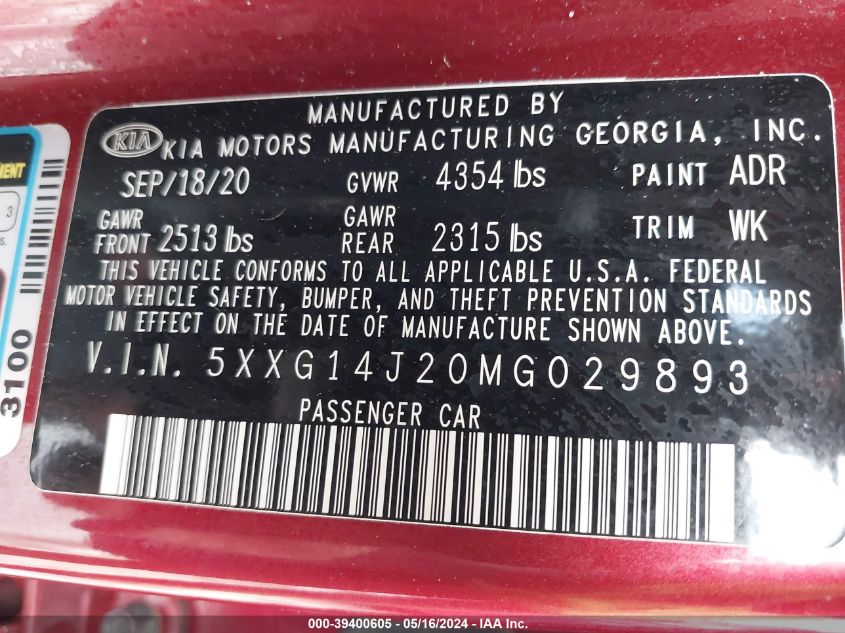 MANUFACTURED BY
KIA KIA MOTORS MANUFACTURING GEORGIA, INC.
SEP/18/20 GVWR 4354 lbs PAINT ADR
GAWR FRONT 2513 lbs GAWR REAR 2315 lbs TRIM WK
THIS VEHICLE CONFORMS TO ALL APPLICABLE U.S.A. FEDERAL
MOTOR VEHICLE SAFETY, BUMPER, AND THEFT PREVENTION STANDARDS
IN EFFECT ON THE DATE OF MANUFACTURE SHOWN ABOVE.
V.I.N. 5XXG14J20MG029893
PASSENGER CAR
3
3100
000-39400605 - 05/16/2024 - IAA Inc.